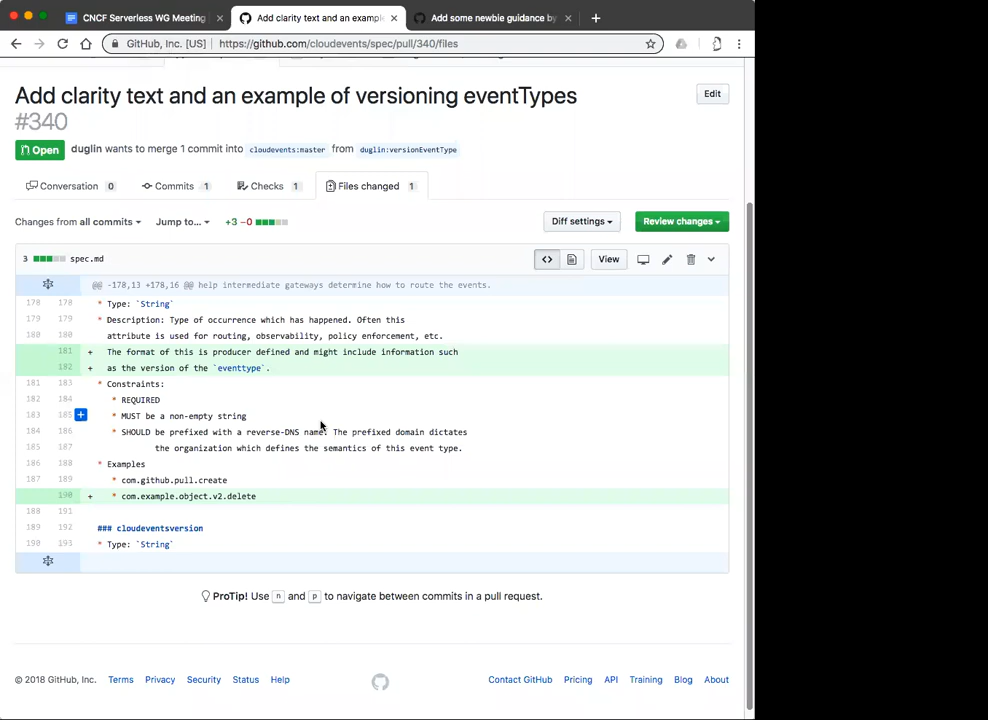 CNCF Serverless WG Meeting
Add clarity text and an example
Add some newbie guidance by
GitHub, Inc. [US]
https://github.com/cloudevents/spec/pull/340/files
Add clarity text and an example of versioning eventTypes
#340
Edit
Open
duglin wants to merge 1 commit into cloudevents:master from duglin:versionEventType
Conversation 0
Commits 1
Checks 1
Files changed 1
Changes from all commits
Jump to...
+3 −0
Diff settings
Review changes
3 spec.md
<>
View
@@ -178,13 +178,16 @@ help intermediate gateways determine how to route the events.
178 178 * Type: `String`
179 179 * Description: Type of occurrence which has happened. Often this
180 180 attribute is used for routing, observability, policy enforcement, etc.
181 + The format of this is producer defined and might include information such
182 + as the version of the `eventtype`.
181 183 * Constraints:
182 184 * REQUIRED
183 185 + * MUST be a non-empty string
184 186 * SHOULD be prefixed with a reverse-DNS name. The prefixed domain dictates
185 187 the organization which defines the semantics of this event type.
186 188 * Examples
187 189 * com.github.pull.create
190 + * com.example.object.v2.delete
188 191
189 192 ### cloudeventsversion
190 193 * Type: `String`
ProTip! Use n and p to navigate between commits in a pull request.
© 2018 GitHub, Inc.
Terms
Privacy
Security
Status
Help
Contact GitHub
Pricing
API
Training
Blog
About